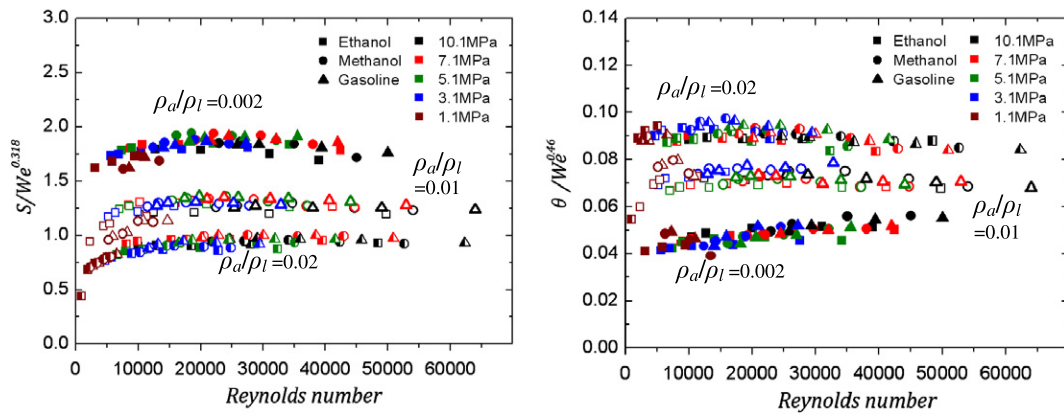 3.0
2.5
2.0
1.5
1.0
0.5
0.0
S/We^0.318
Ethanol
Methanol
Gasoline
10.1MPa
7.1MPa
5.1MPa
3.1MPa
1.1MPa
ρa/ρl =0.002
ρa/ρl
=0.01
ρa/ρl =0.02
0 10000 20000 30000 40000 50000 60000
Reynolds number
0.14
0.12
0.10
0.08
0.06
0.04
0.02
0.00
θ /We^0.46
Ethanol
Methanol
Gasoline
10.1MPa
7.1MPa
5.1MPa
3.1MPa
1.1MPa
ρa/ρl =0.02
ρa/ρl
=0.01
ρa/ρl =0.002
0 10000 20000 30000 40000 50000 60000
Reynolds number